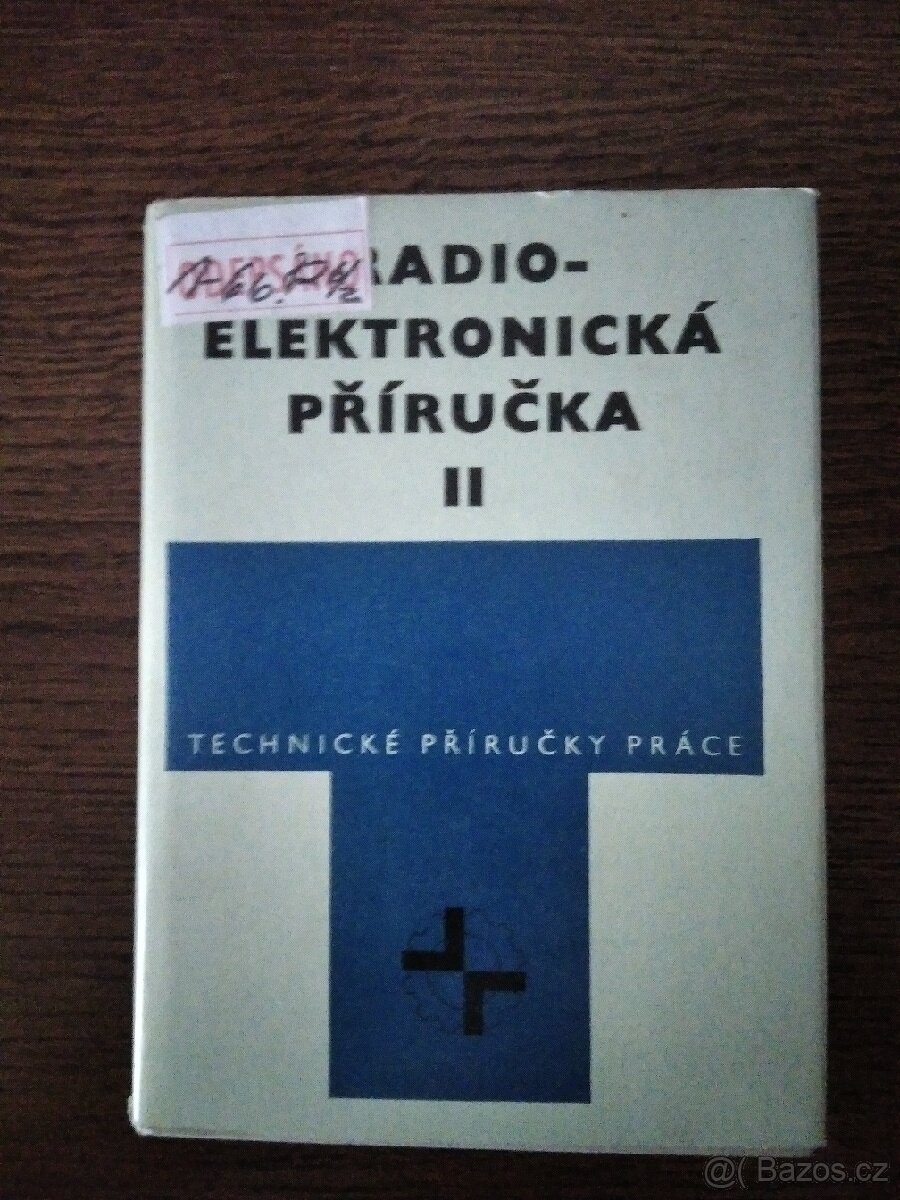 RADIO-
ELEKTRONICKÁ
PŘÍRUČKA
II
TECHNICKÉ PŘÍRUČKY PRÁCE
@( Bazos.cz